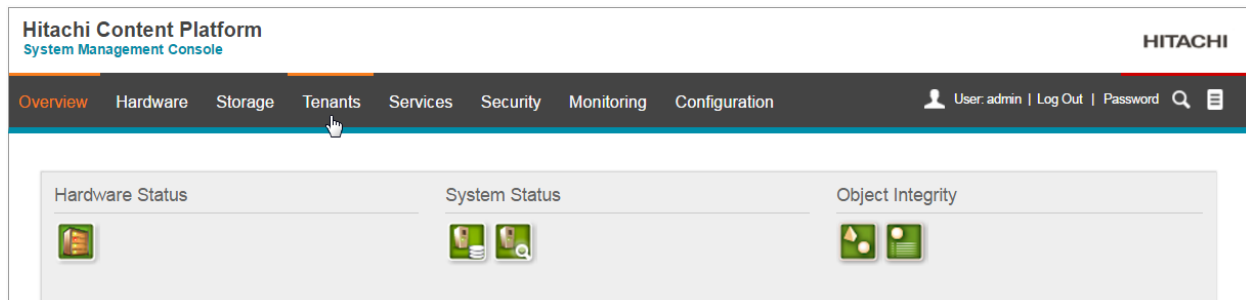 Hitachi Content Platform
System Management Console
HITACHI
Overview Hardware Storage Tenants Services Security Monitoring Configuration User: admin | Log Out | Password
Hardware Status System Status Object Integrity